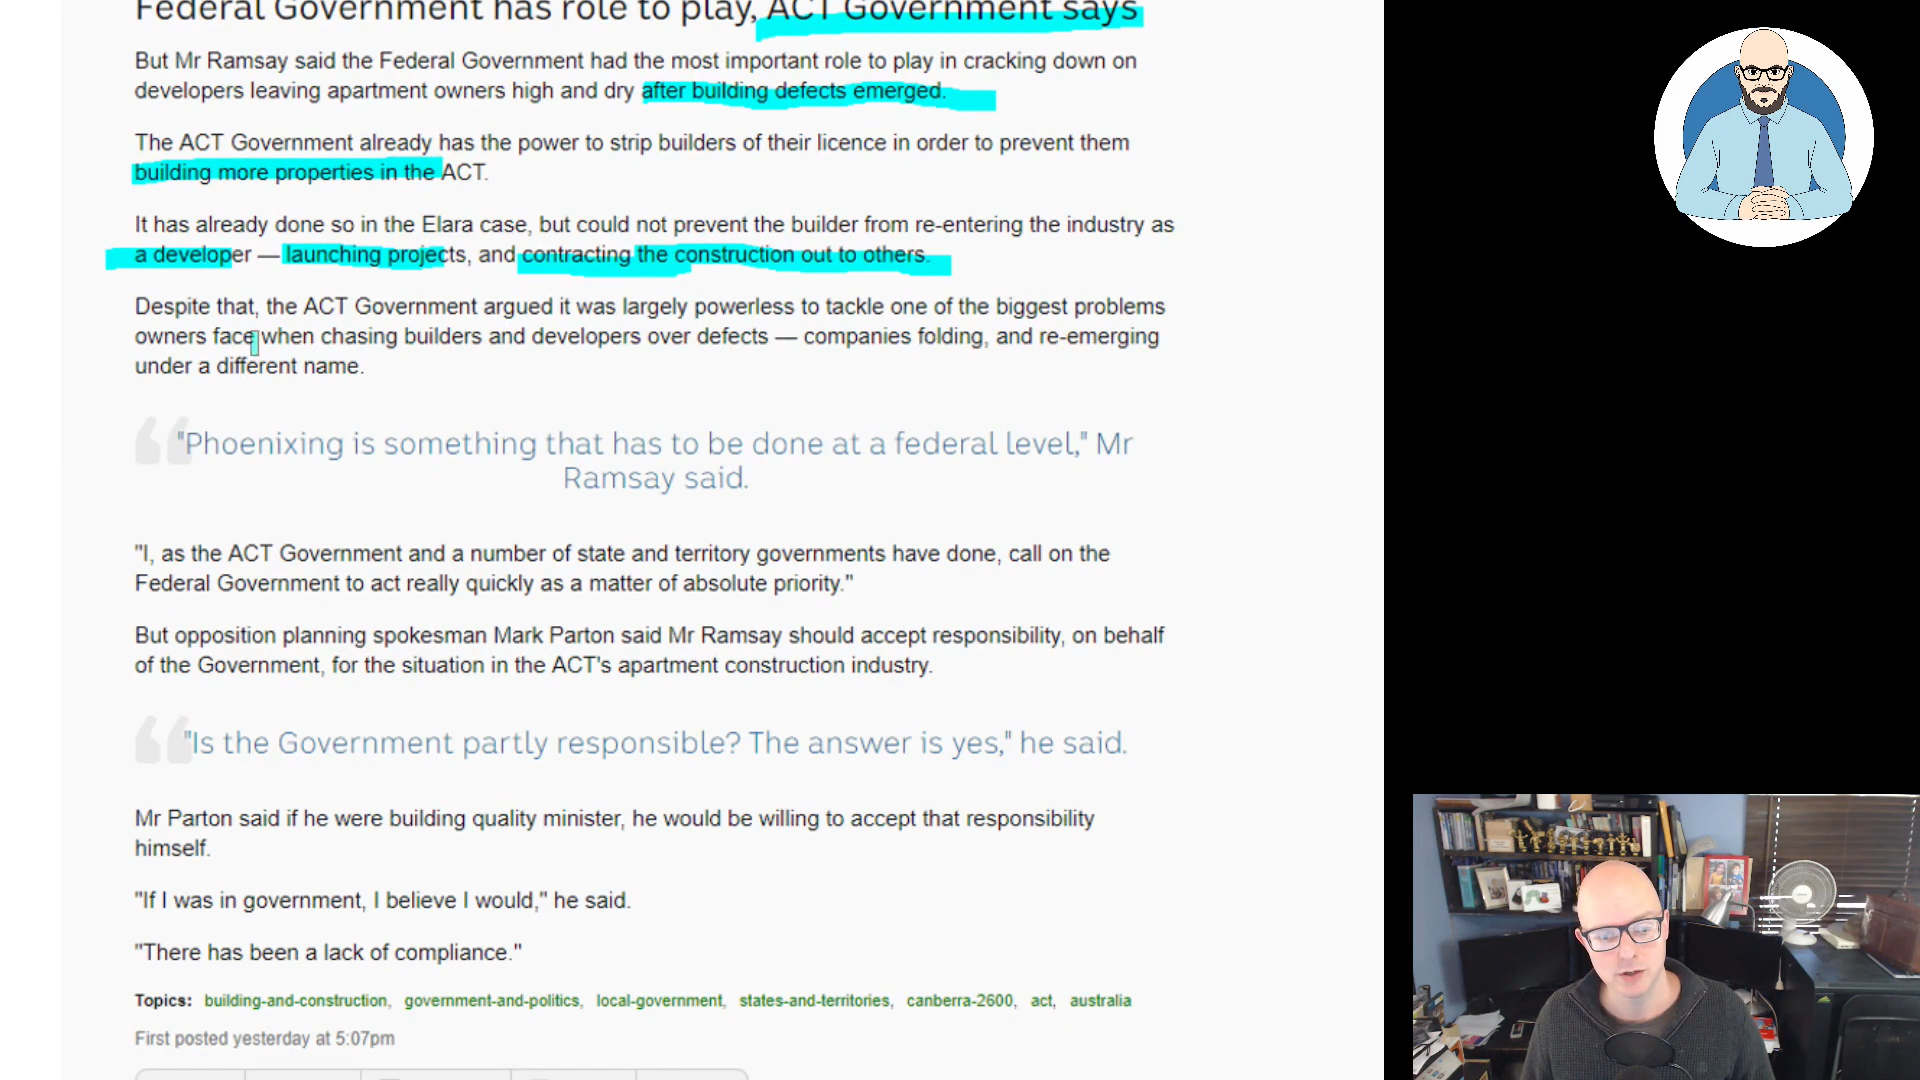 Federal Government has role to play, ACT Government says
But Mr Ramsay said the Federal Government had the most important role to play in cracking down on
developers leaving apartment owners high and dry after building defects emerged.
The ACT Government already has the power to strip builders of their licence in order to prevent them
building more properties in the ACT.
It has already done so in the Elara case, but could not prevent the builder from re-entering the industry as
a developer — launching projects, and contracting the construction out to others.
Despite that, the ACT Government argued it was largely powerless to tackle one of the biggest problems
owners face when chasing builders and developers over defects — companies folding, and re-emerging
under a different name.
"Phoenixing is something that has to be done at a federal level," Mr
Ramsay said.
"I, as the ACT Government and a number of state and territory governments have done, call on the
Federal Government to act really quickly as a matter of absolute priority."
But opposition planning spokesman Mark Parton said Mr Ramsay should accept responsibility, on behalf
of the Government, for the situation in the ACT's apartment construction industry.
"Is the Government partly responsible? The answer is yes," he said.
Mr Parton said if he were building quality minister, he would be willing to accept that responsibility
himself.
"If I was in government, I believe I would," he said.
"There has been a lack of compliance."
Topics: building-and-construction, government-and-politics, local-government, states-and-territories, canberra-2600, act, australia
First posted yesterday at 5:07pm